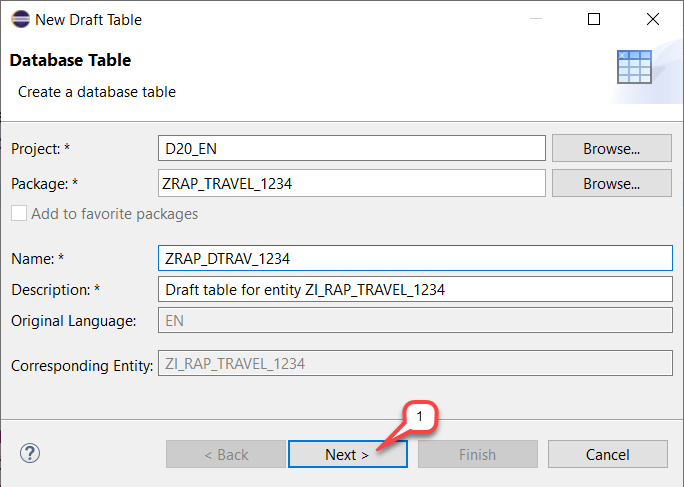 New Draft Table
Database Table
Create a database table
Project: * D20_EN Browse...
Package: * ZRAP_TRAVEL_1234 Browse...
Add to favorite packages
Name: * ZRAP_DTRAV_1234
Description: * Draft table for entity ZI_RAP_TRAVEL_1234
Original Language: EN
Corresponding Entity: ZI_RAP_TRAVEL_1234
1
? < Back Next > Finish Cancel